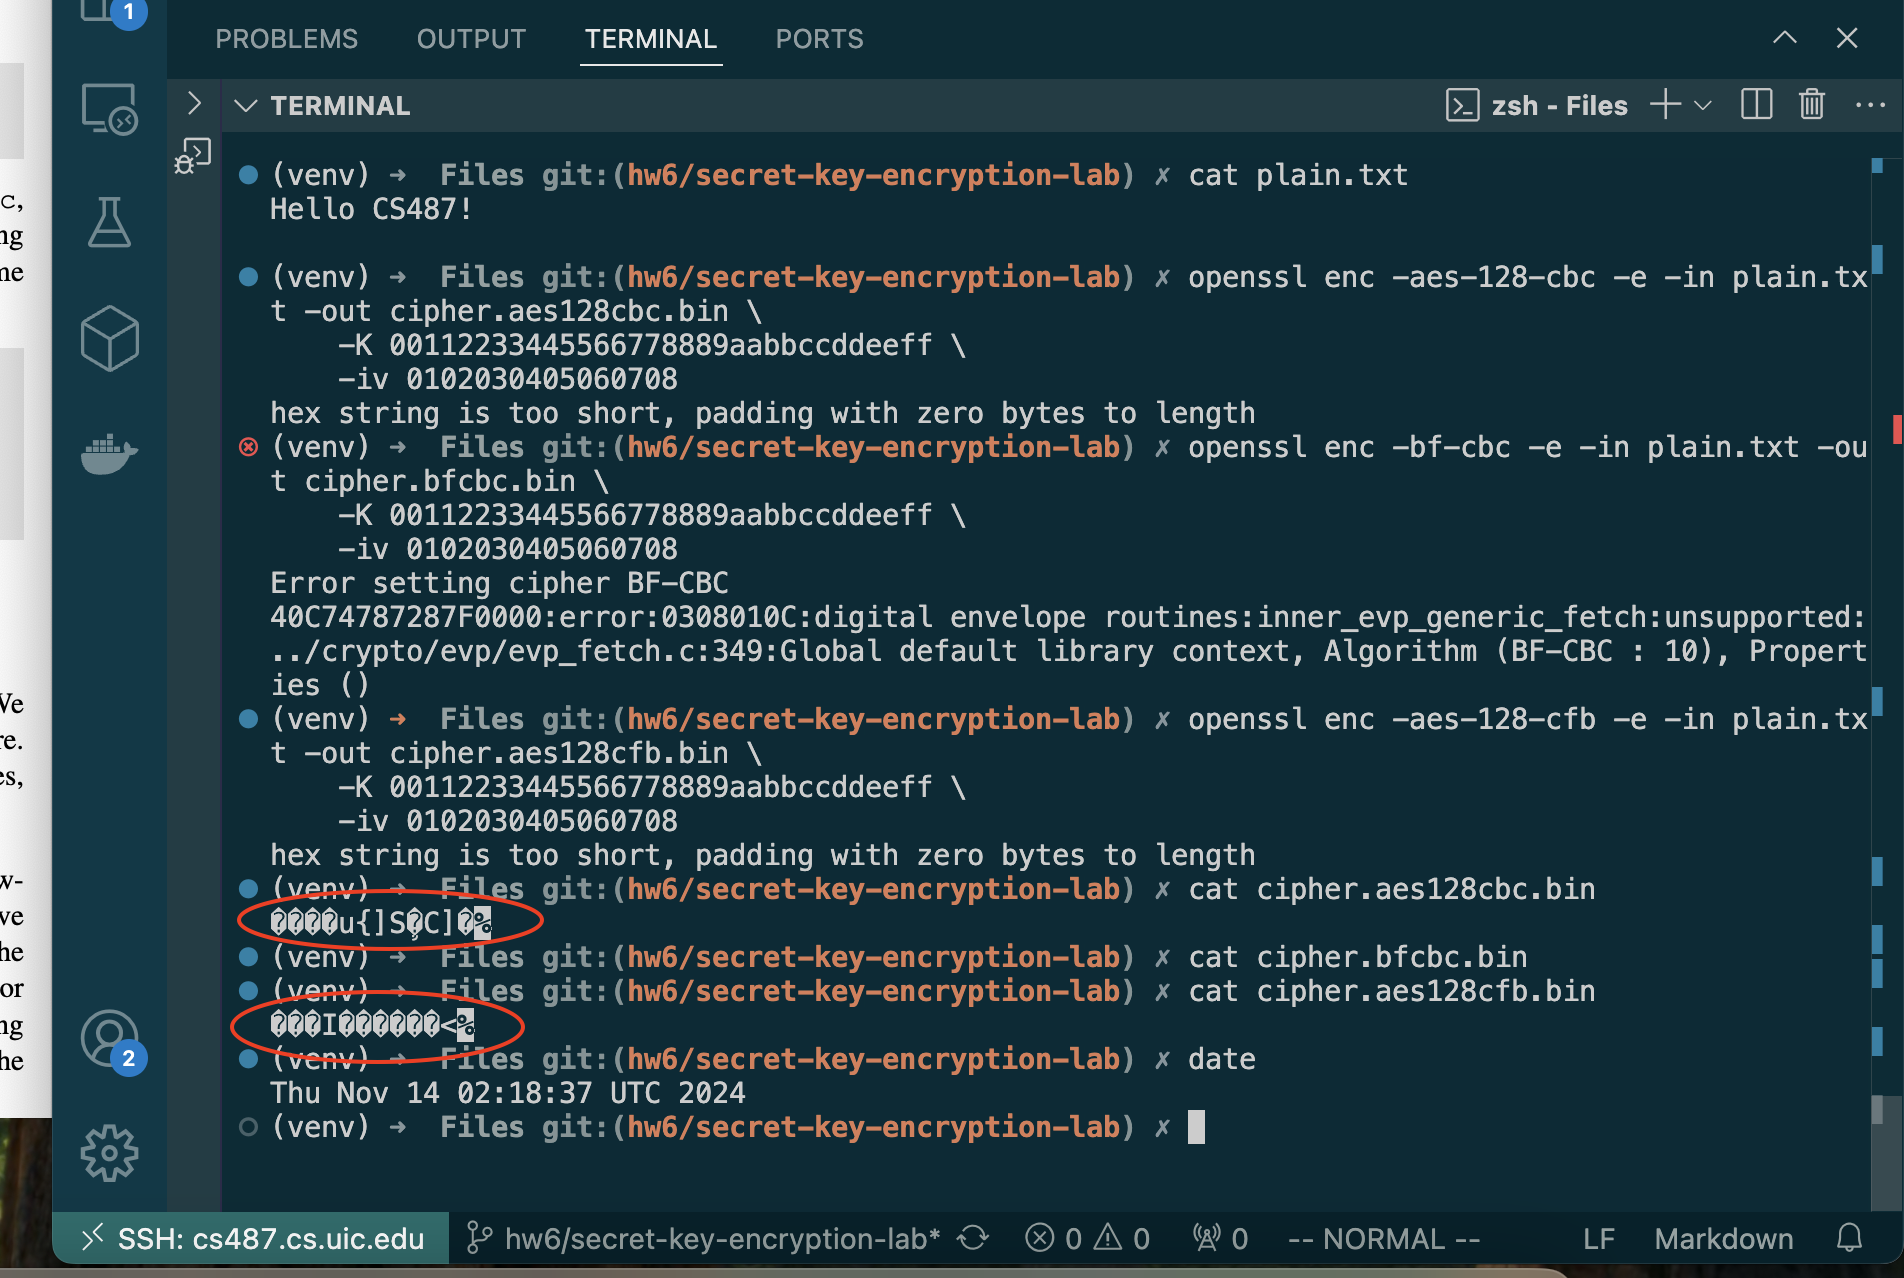 1
PROBLEMS OUTPUT TERMINAL PORTS
TERMINAL
zsh - Files
(venv) → Files git:(hw6/secret-key-encryption-lab) ✗ cat plain.txt
Hello CS487!
(venv) → Files git:(hw6/secret-key-encryption-lab) ✗ openssl enc -aes-128-cbc -e -in plain.tx
t -out cipher.aes128cbc.bin \
-K 00112233445566778889aabbccddeeff \
-iv 0102030405060708
hex string is too short, padding with zero bytes to length
(venv) → Files git:(hw6/secret-key-encryption-lab) ✗ openssl enc -bf-cbc -e -in plain.txt -ou
t cipher.bfcbc.bin \
-K 00112233445566778889aabbccddeeff \
-iv 0102030405060708
Error setting cipher BF-CBC
40C74787287F0000:error:0308010C:digital envelope routines:inner_evp_generic_fetch:unsupported:
../crypto/evp/evp_fetch.c:349:Global default library context, Algorithm (BF-CBC : 10), Propert
ies ()
(venv) → Files git:(hw6/secret-key-encryption-lab) ✗ openssl enc -aes-128-cfb -e -in plain.tx
t -out cipher.aes128cfb.bin \
-K 00112233445566778889aabbccddeeff \
-iv 0102030405060708
hex string is too short, padding with zero bytes to length
(venv) → Files git:(hw6/secret-key-encryption-lab) ✗ cat cipher.aes128cbc.bin
����u{]S�̧C]�%
(venv) → Files git:(hw6/secret-key-encryption-lab) ✗ cat cipher.bfcbc.bin
(venv) → Files git:(hw6/secret-key-encryption-lab) ✗ cat cipher.aes128cfb.bin
���I������<%
(venv) → Files git:(hw6/secret-key-encryption-lab) ✗ date
Thu Nov 14 02:18:37 UTC 2024
(venv) → Files git:(hw6/secret-key-encryption-lab) ✗
2
SSH: cs487.cs.uic.edu hw6/secret-key-encryption-lab* 0 0 0 -- NORMAL -- LF Markdown